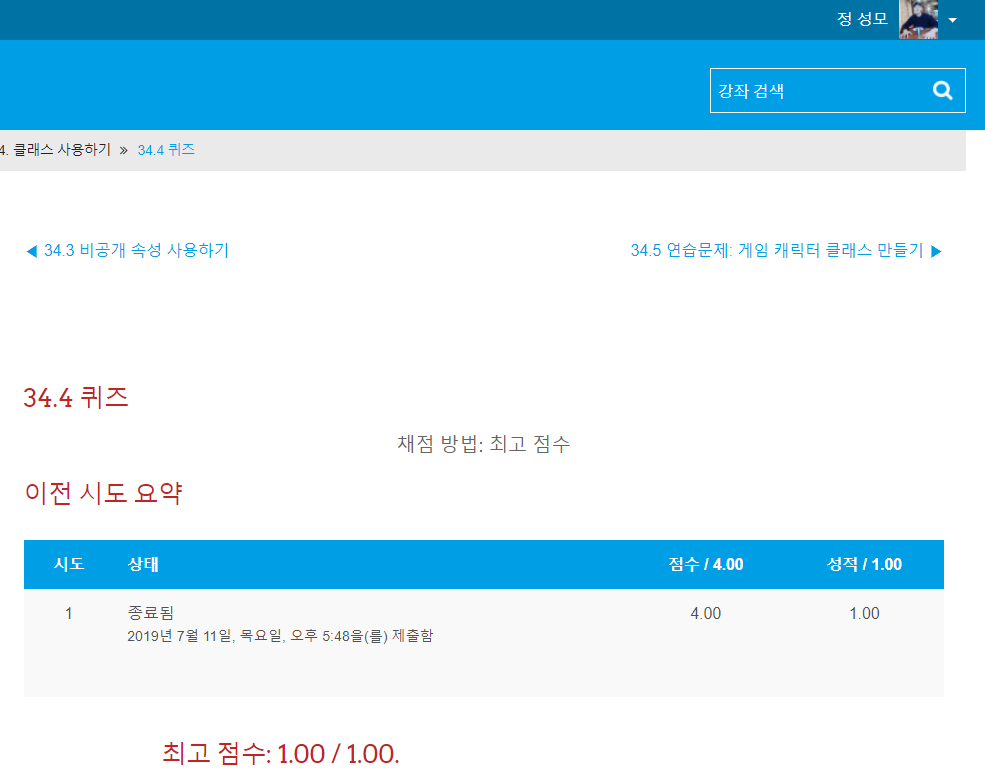 정 성모
강좌 검색
4. 클래스 사용하기 » 34.4 퀴즈
◀ 34.3 비공개 속성 사용하기
34.5 연습문제: 게임 캐릭터 클래스 만들기 ▶
34.4 퀴즈
채점 방법: 최고 점수
이전 시도 요약
시도 상태 점수 / 4.00 성적 / 1.00
1 종료됨 4.00 1.00
2019년 7월 11일, 목요일, 오후 5:48을(를) 제출함
최고 점수: 1.00 / 1.00.